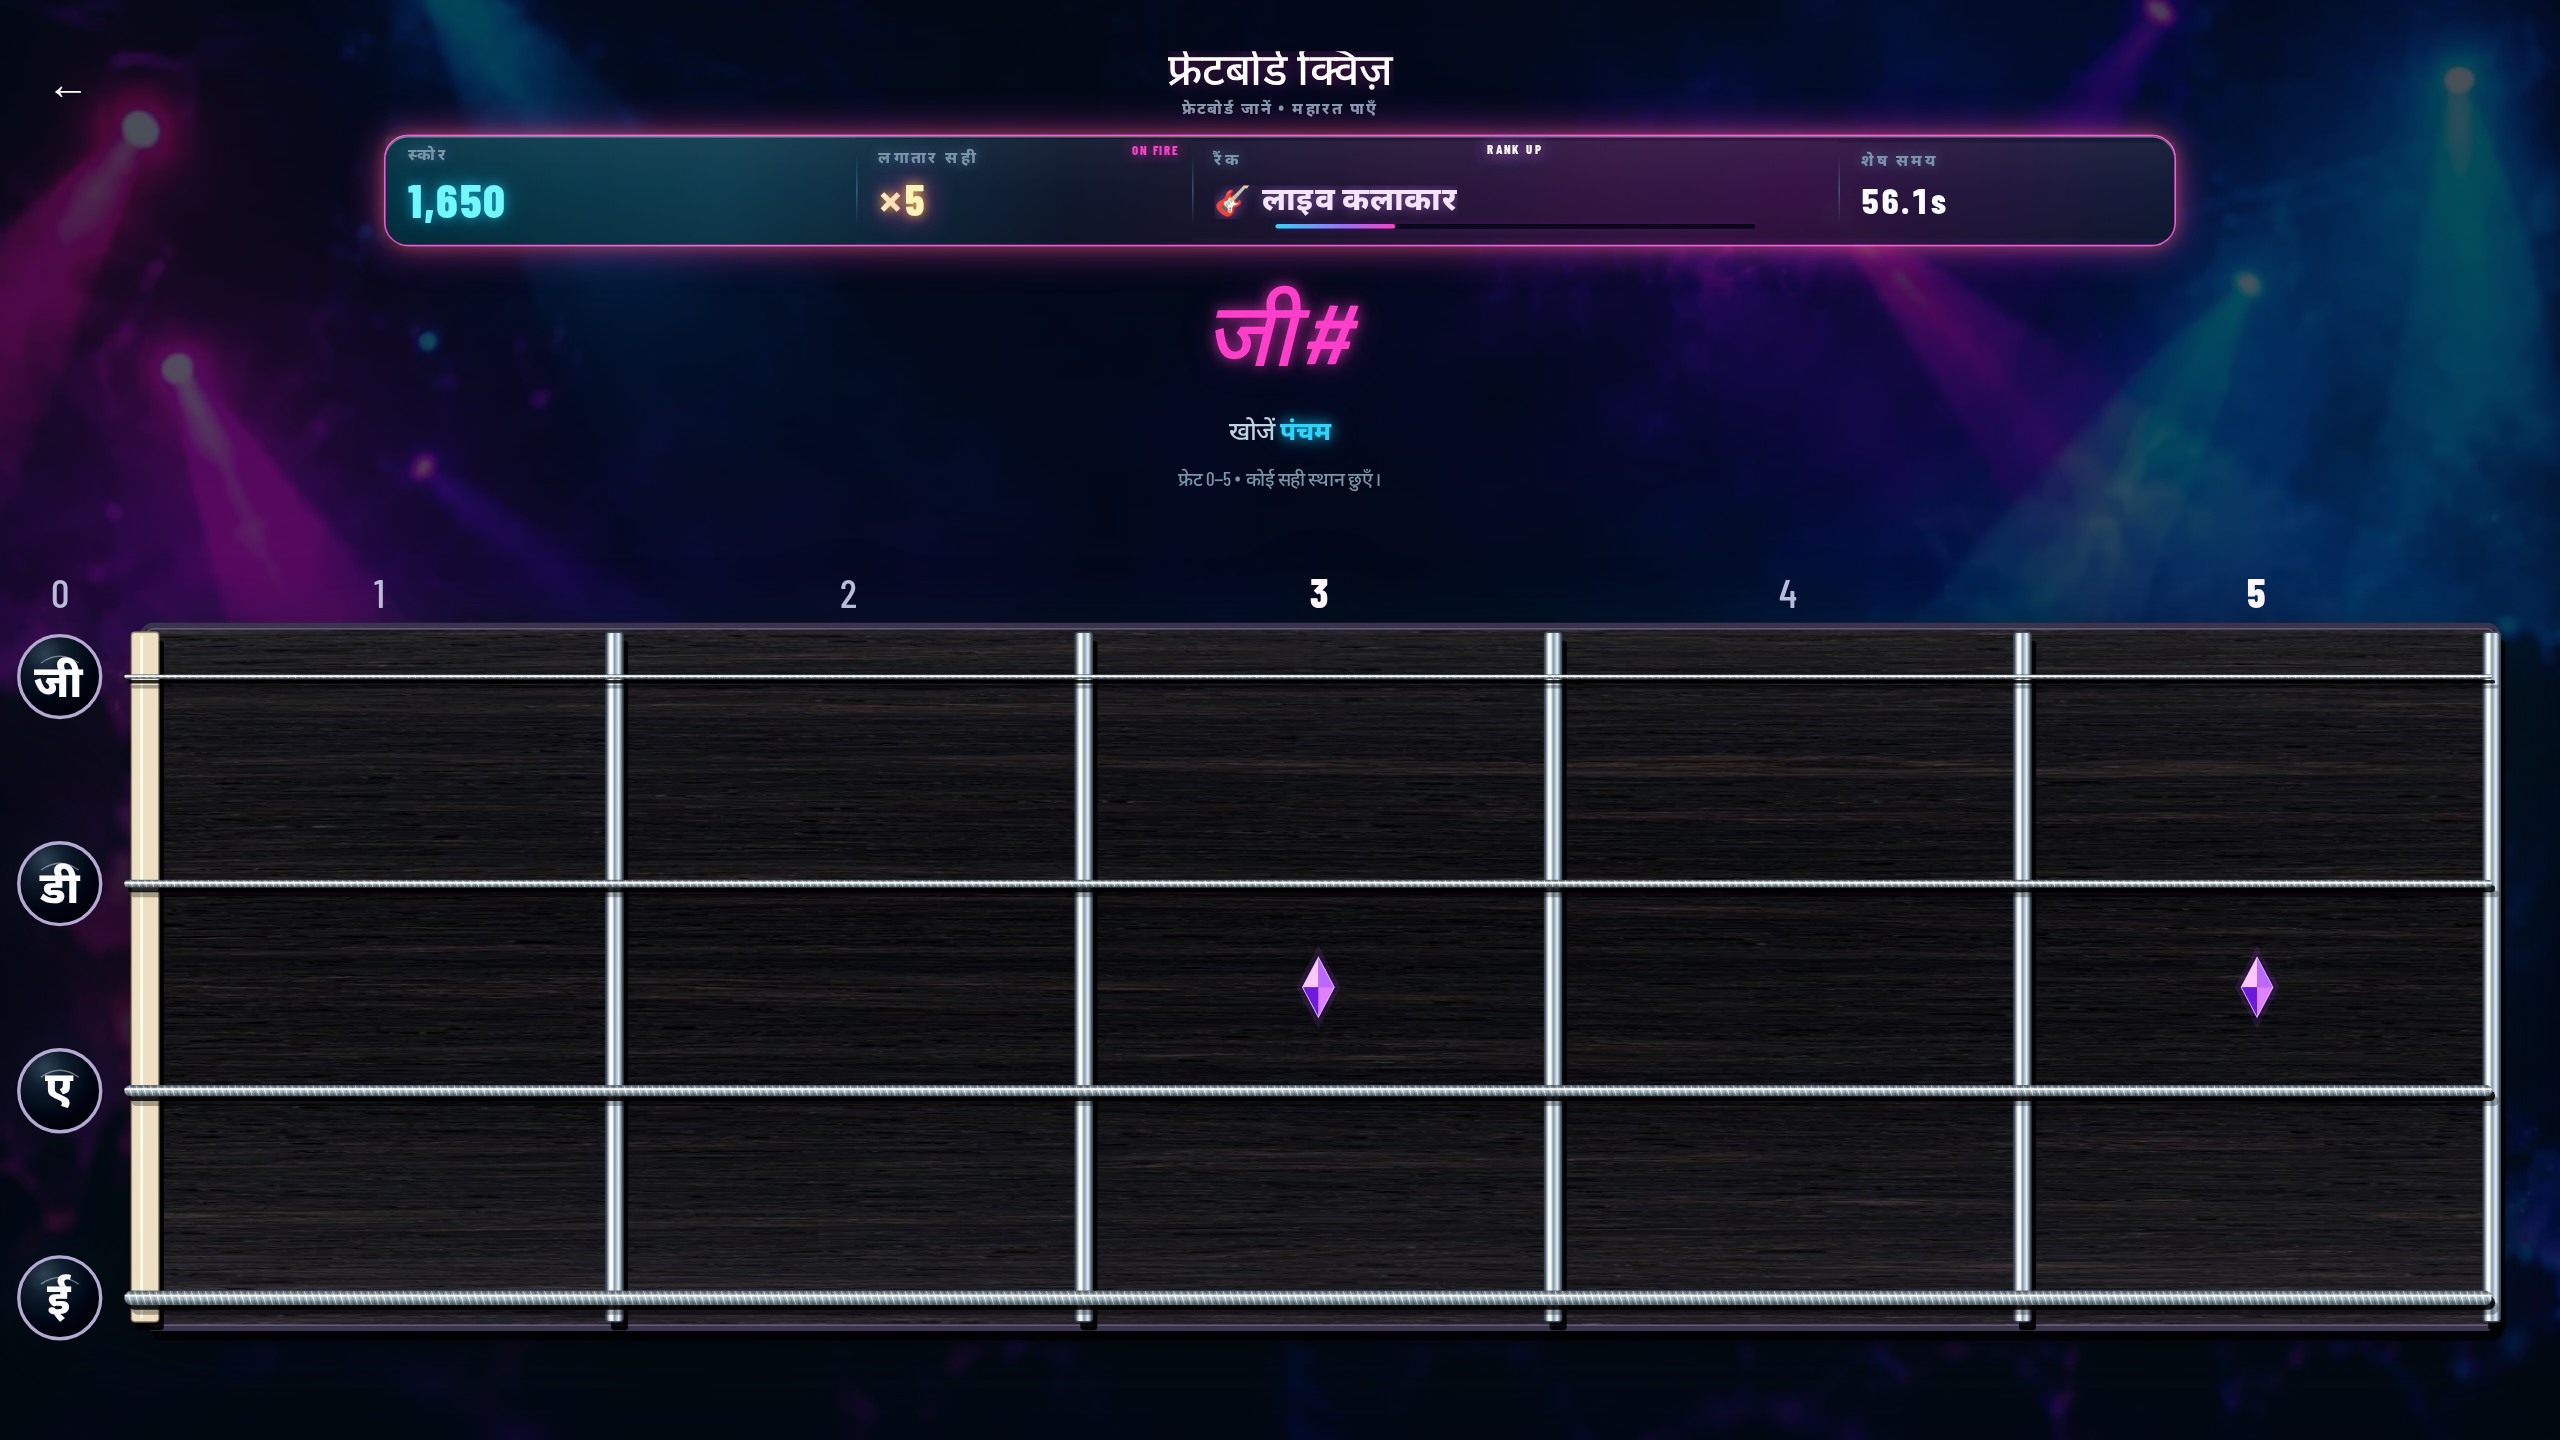 ←
फ्रेटबोर्ड क्विज़
फ्रेटबोर्ड जानें • महारत पाएँ
स्कोर
1,650
लगातार सही
ON FIRE
×5
रैंक
RANK UP
लाइव कलाकार
शेष समय
56.1s
जी#
खोजें पंचम
फ्रेट 0–5 • कोई सही स्थान छुएँ।
0 1 2 3 4 5
जी
डी
ए
ई